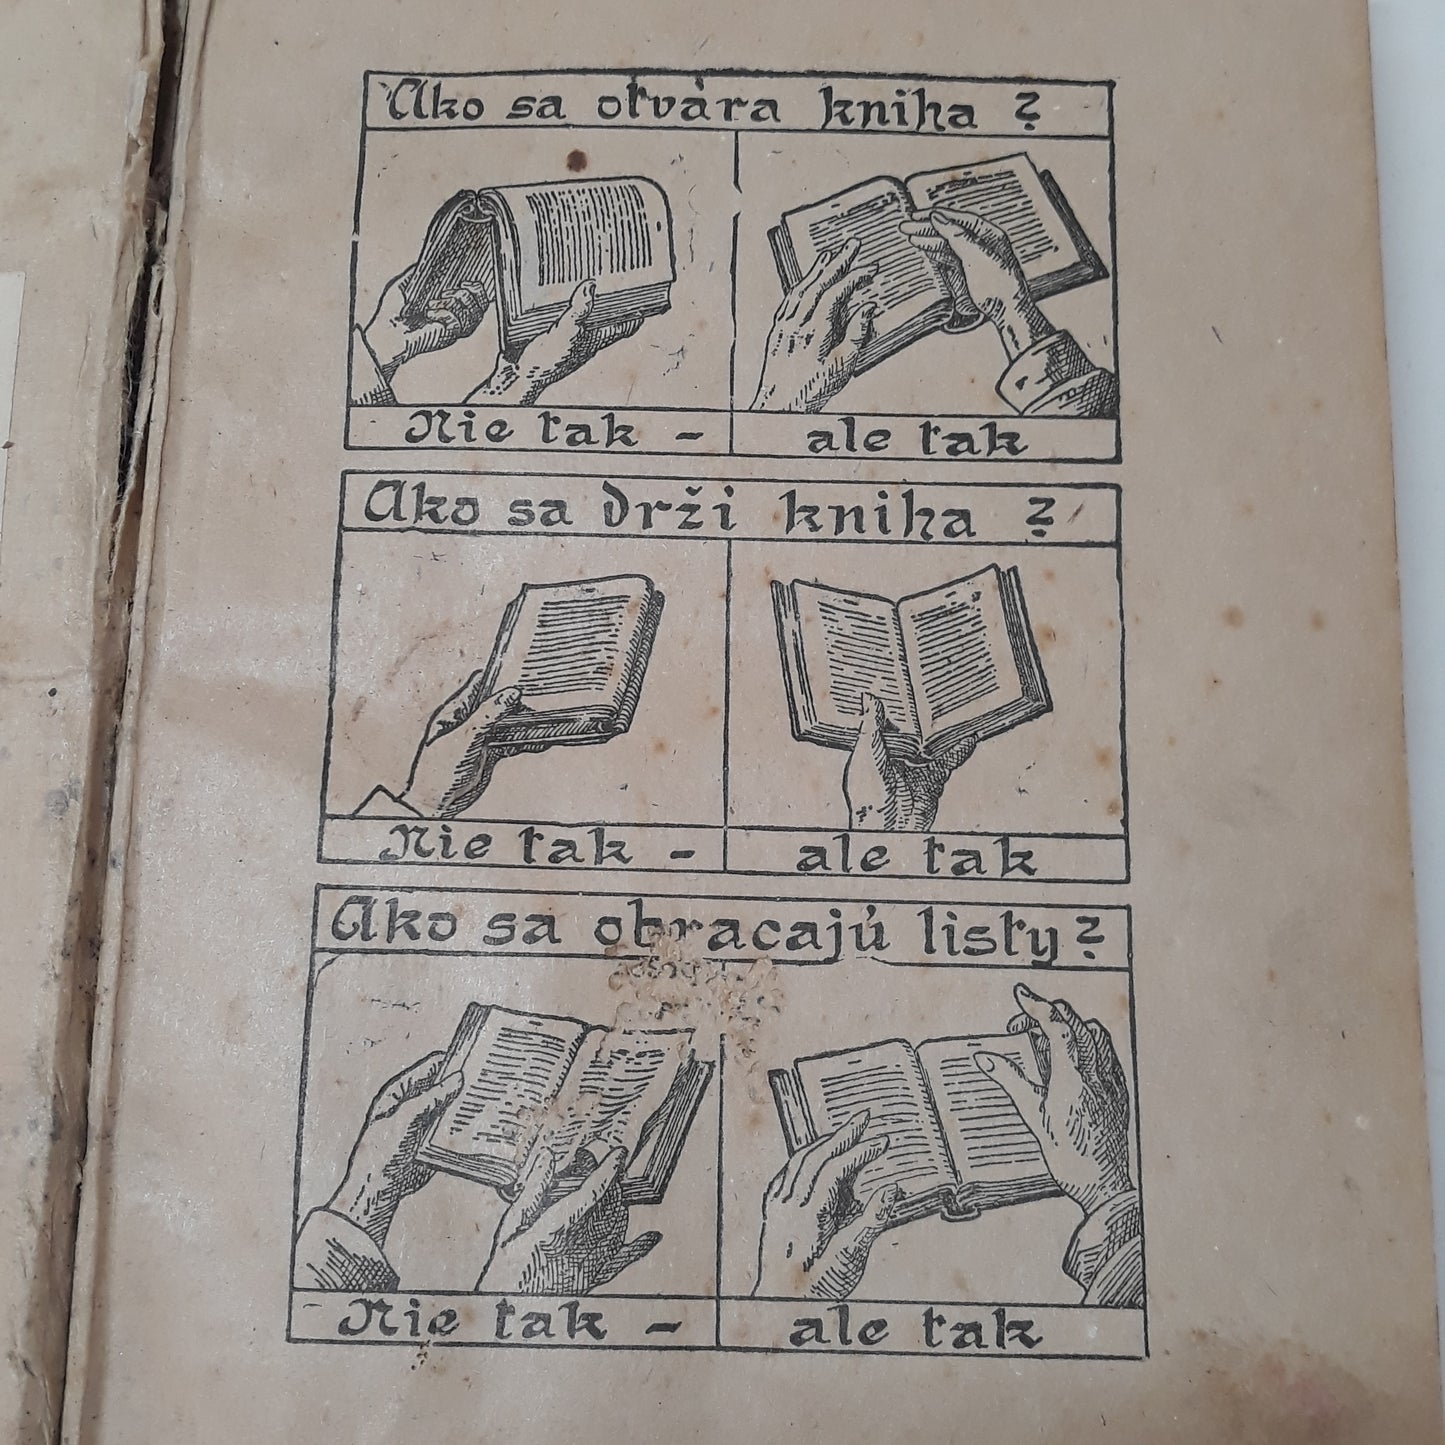 Ako sa otvára kniha ?
Nie tak -
ale tak
Ako sa drží kniha ?
Nie tak -
ale tak
Ako sa obracajú listy ?
Nie tak -
ale tak